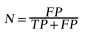 N = FP / TP + FP